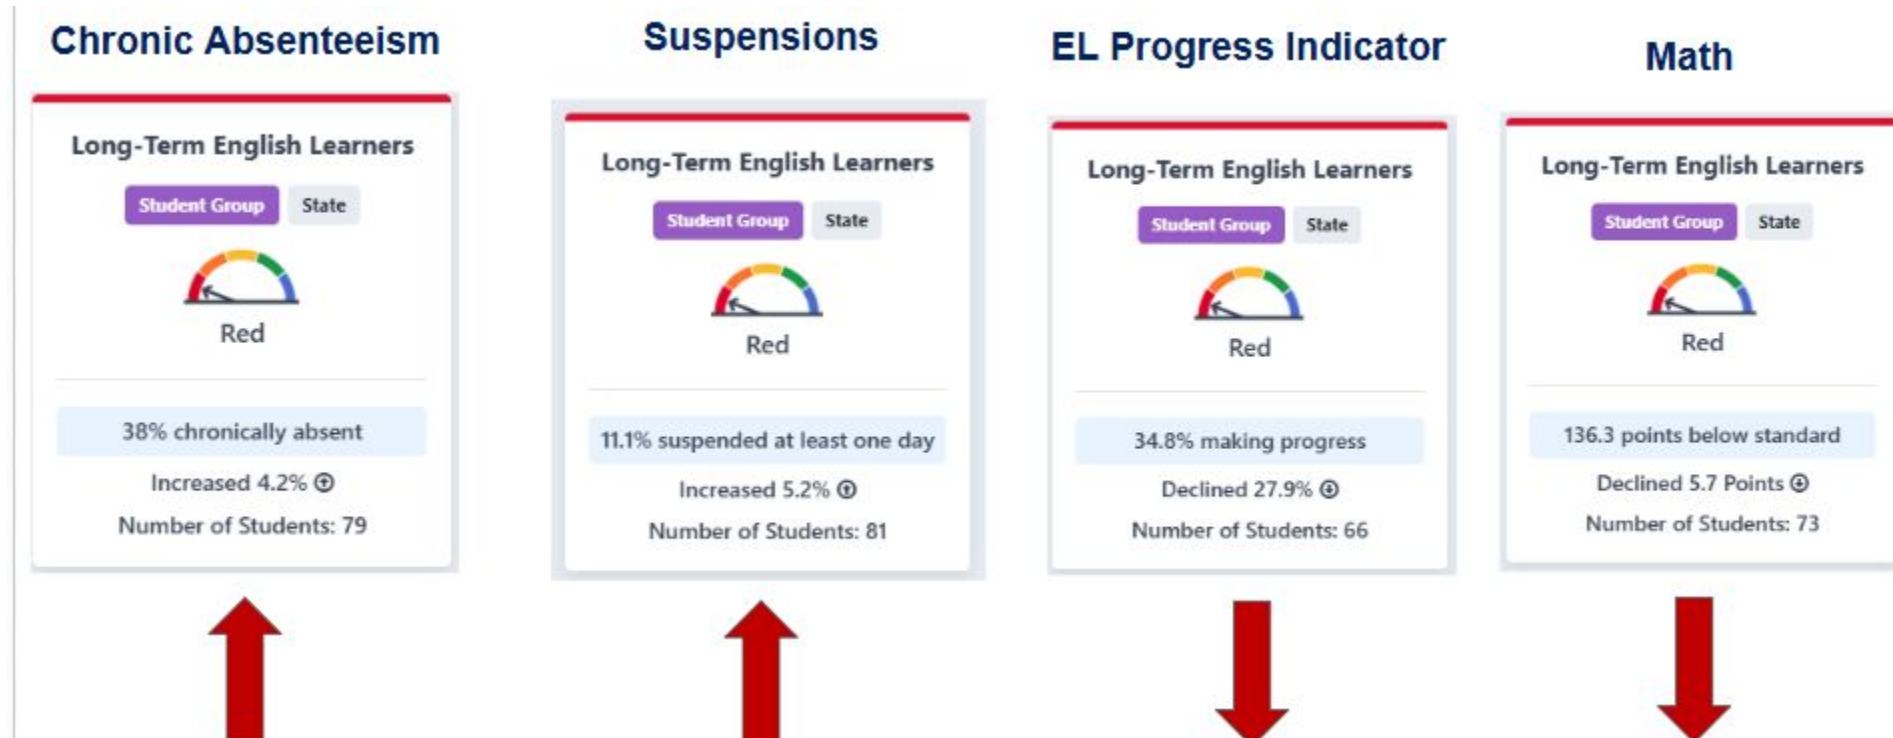 Chronic Absenteeism
Long-Term English Learners
Student Group State
Red
38% chronically absent
Increased 4.2%
Number of Students: 79
Suspensions
Long-Term English Learners
Student Group State
Red
11.1% suspended at least one day
Increased 5.2%
Number of Students: 81
EL Progress Indicator
Long-Term English Learners
Student Group State
Red
34.8% making progress
Declined 27.9%
Number of Students: 66
Math
Long-Term English Learners
Student Group State
Red
136.3 points below standard
Declined 5.7 Points
Number of Students: 73